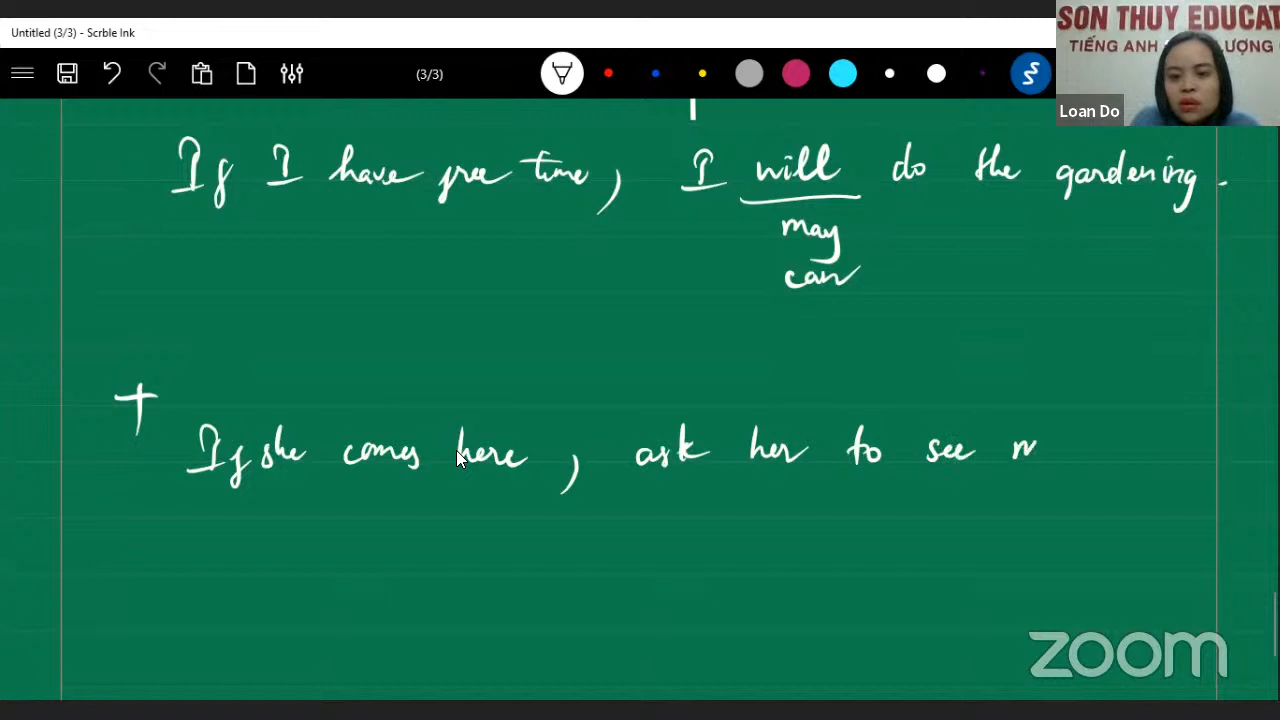 Untitled (3/3) - Scrble Ink
SON THUY EDUCAT
TIẾNG ANH LƯỢNG
(3/3)
Loan Do
If I have free time, I will do the gardening.
may
can
+
If she comes here, ask her to see m
zoom